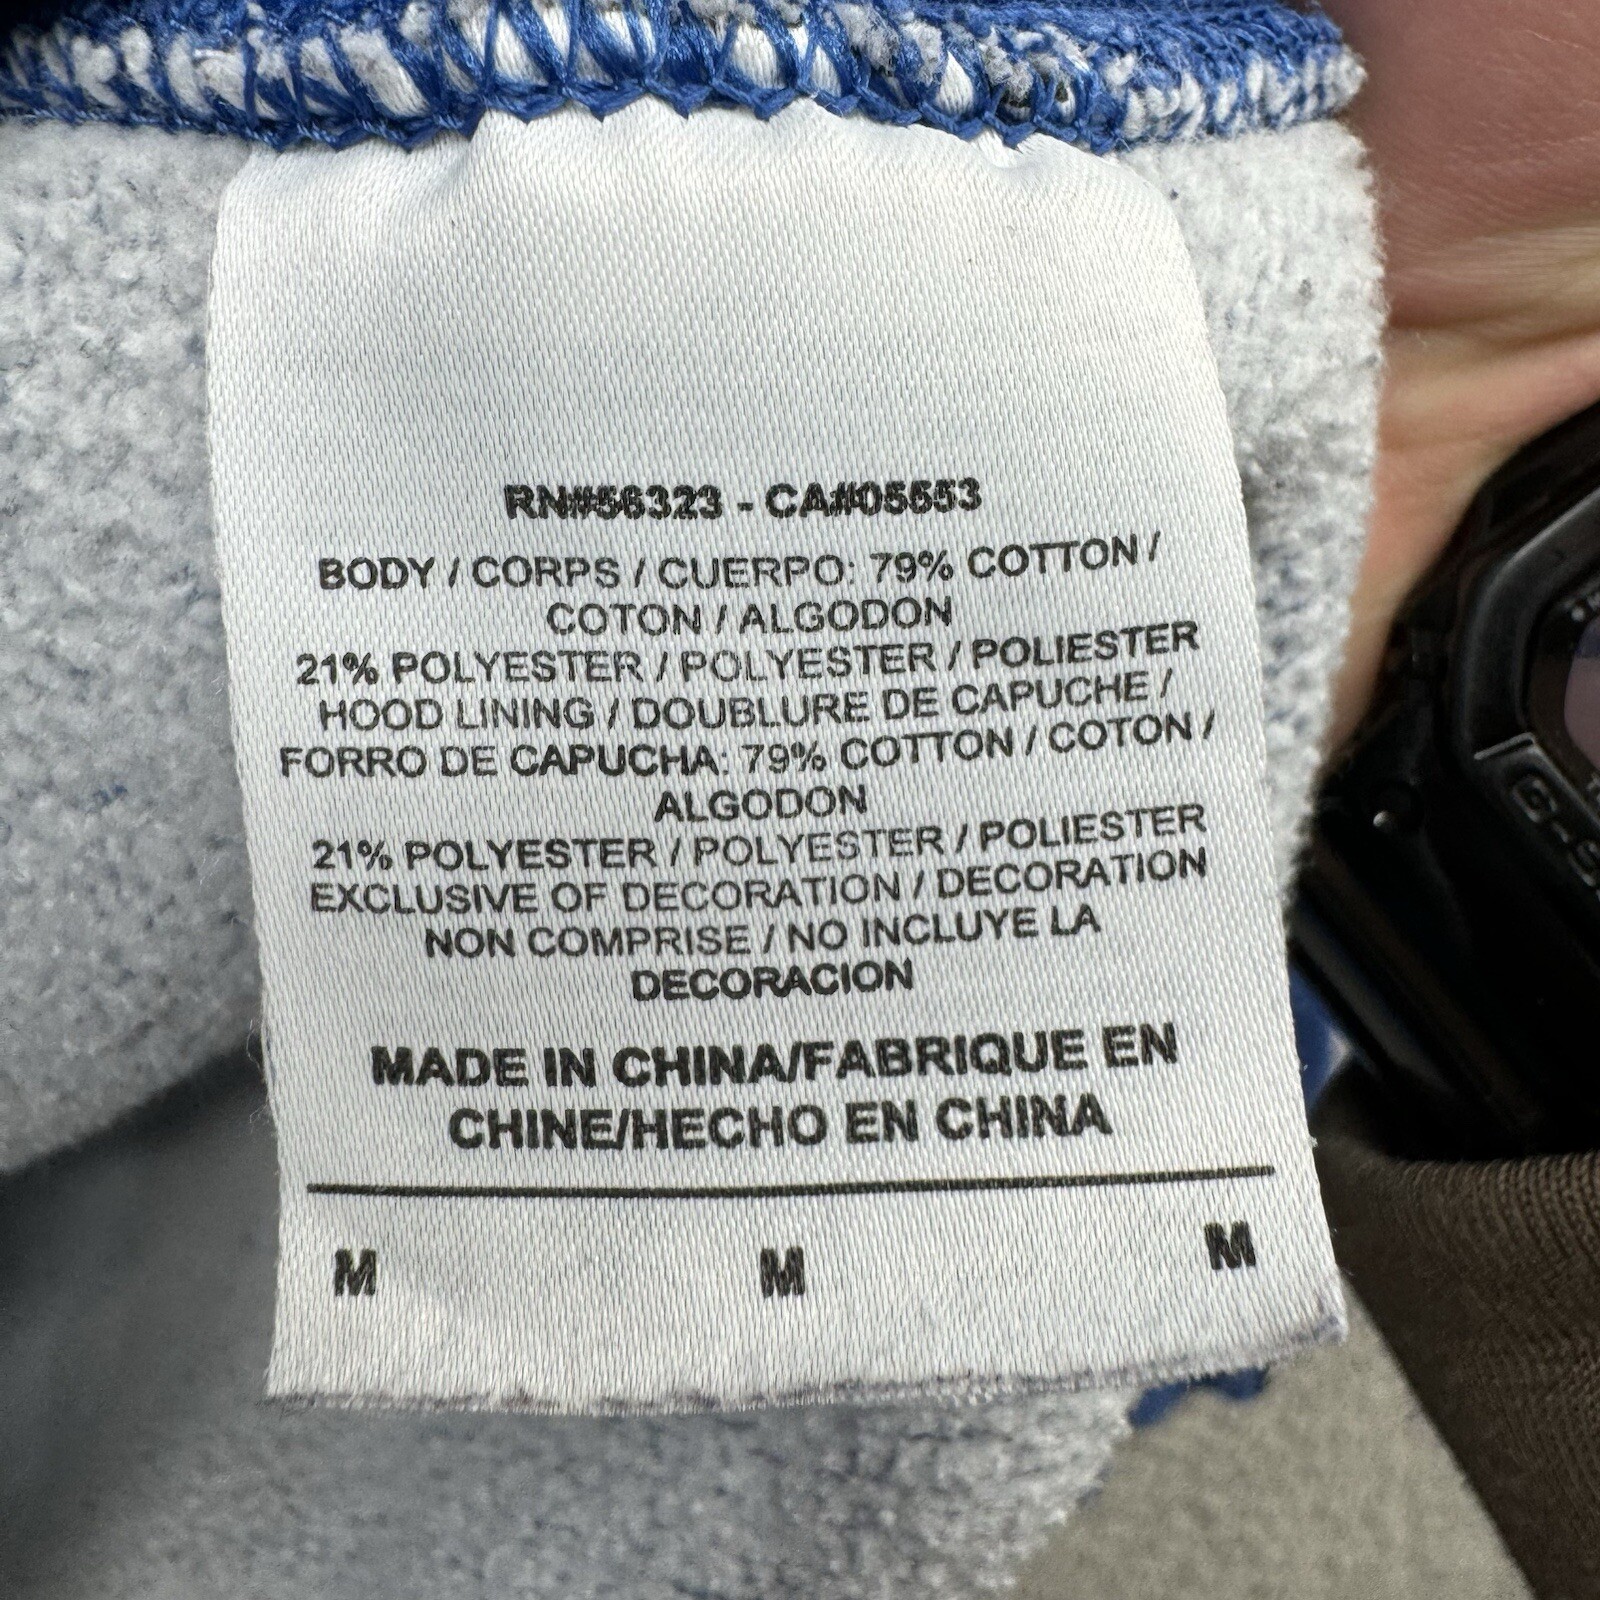 RN#56323 - CA#05553
BODY / CORPS / CUERPO: 79% COTTON /
COTON / ALGODON
21% POLYESTER / POLYESTER / POLIESTER
HOOD LINING / DOUBLURE DE CAPUCHE /
FORRO DE CAPUCHA: 79% COTTON / COTON /
ALGODON
21% POLYESTER / POLYESTER / POLIESTER
EXCLUSIVE OF DECORATION / DECORATION
NON COMPRISE / NO INCLUYE LA
DECORACION
MADE IN CHINA/FABRIQUE EN
CHINE/HECHO EN CHINA
M M M